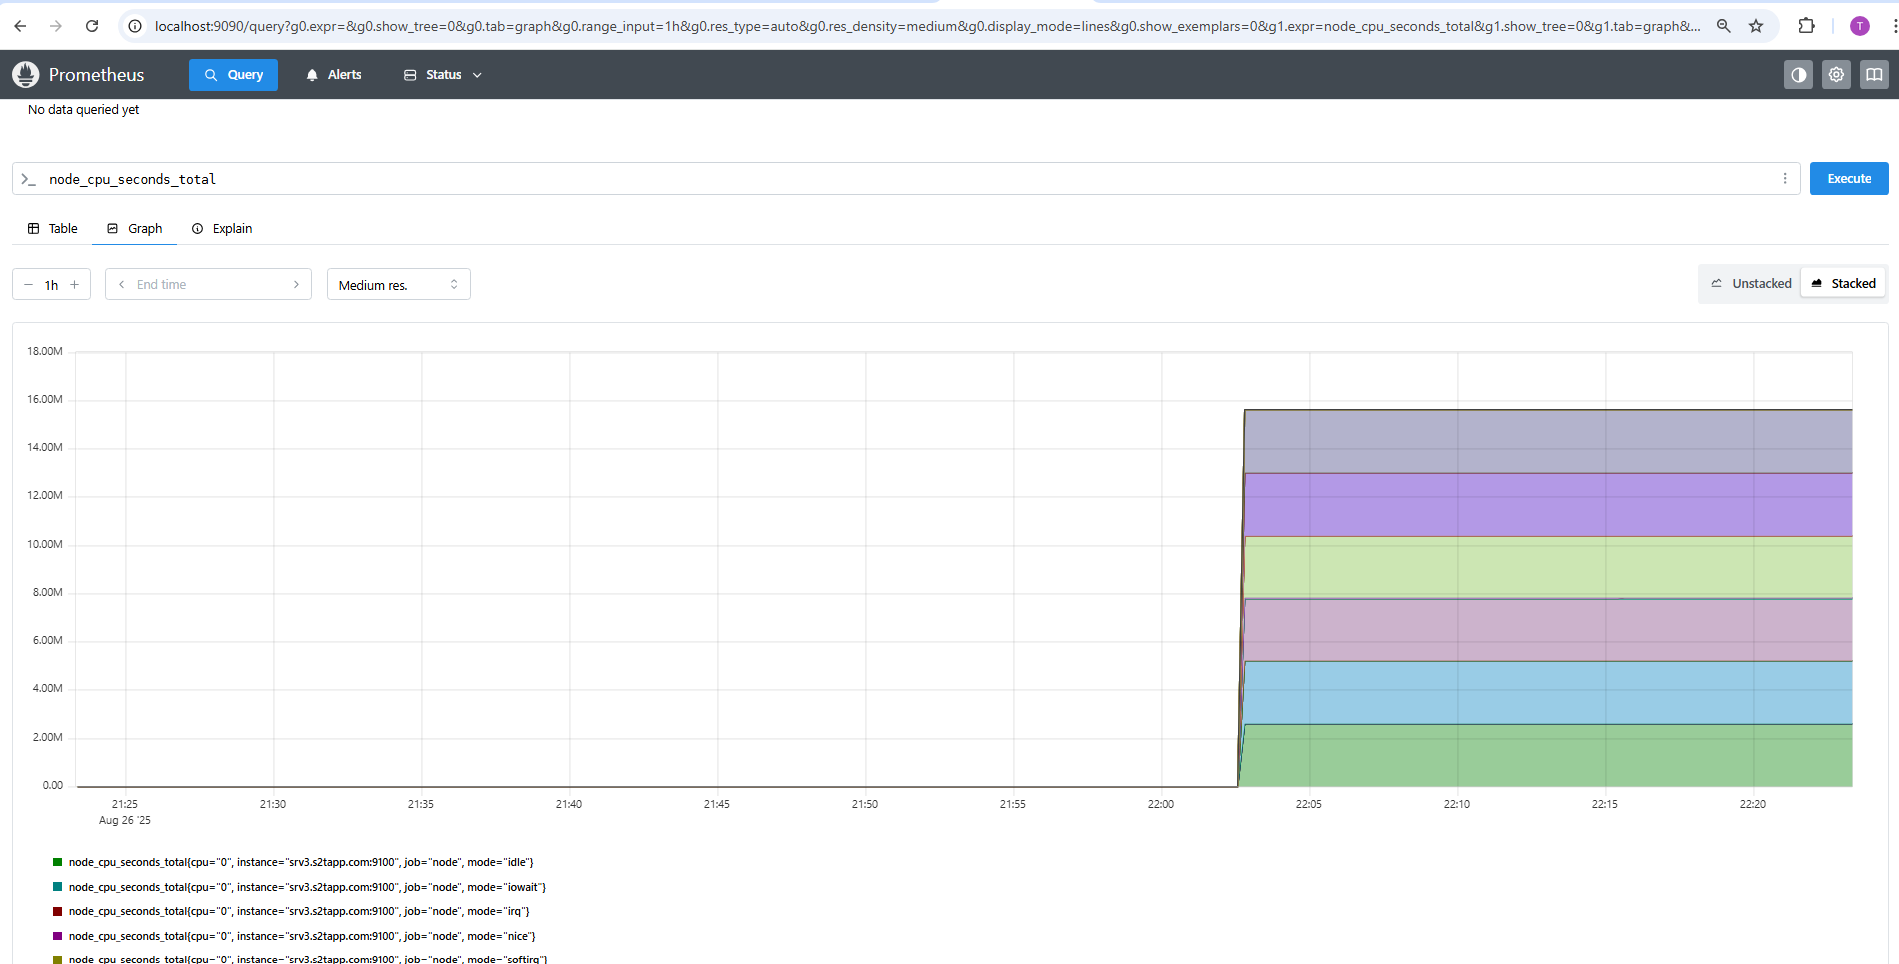 localhost:9090/query?g0.expr=&g0.show_tree=0&g0.tab=graph&g0.range_input=1h&g0.res_type=auto&g0.res_density=medium&g0.display_mode=lines&g0.show_exemplars=0&g1.expr=node_cpu_seconds_total&g1.show_tree=0&g1.tab=graph&...
T
Prometheus
Query
Alerts
Status
No data queried yet
>_ node_cpu_seconds_total
Execute
Table
Graph
Explain
− 1h +
End time
Medium res.
Unstacked
Stacked
18.00M
16.00M
14.00M
12.00M
10.00M
8.00M
6.00M
4.00M
2.00M
0.00
21:25 21:30 21:35 21:40 21:45 21:50 21:55 22:00 22:05 22:10 22:15 22:20
Aug 26 '25
node_cpu_seconds_total{cpu="0", instance="srv3.s2tapp.com:9100", job="node", mode="idle"}
node_cpu_seconds_total{cpu="0", instance="srv3.s2tapp.com:9100", job="node", mode="iowait"}
node_cpu_seconds_total{cpu="0", instance="srv3.s2tapp.com:9100", job="node", mode="irq"}
node_cpu_seconds_total{cpu="0", instance="srv3.s2tapp.com:9100", job="node", mode="nice"}
node_cpu_seconds_total{cpu="0", instance="srv3.s2tapp.com:9100", job="node", mode="softirq"}